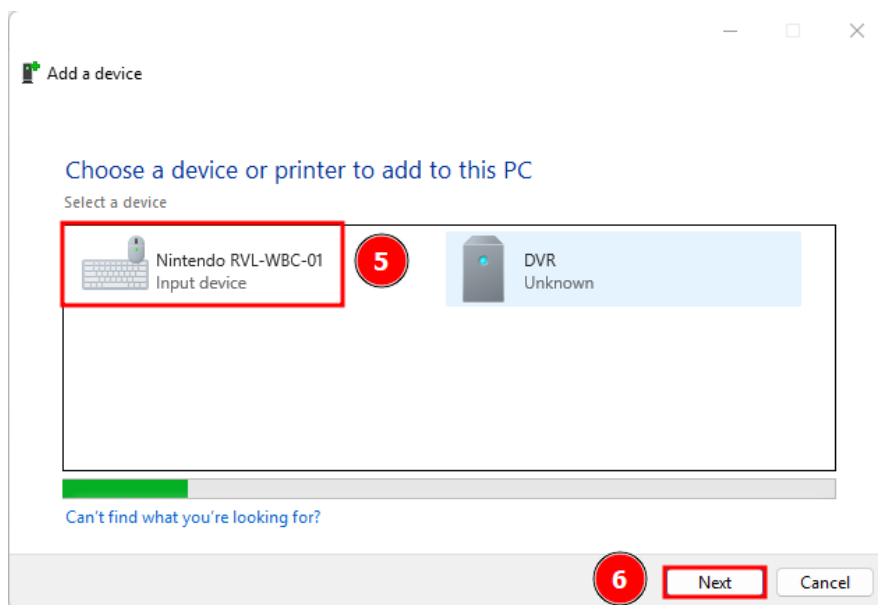 Add a device
Choose a device or printer to add to this PC
Select a device
Nintendo RVL-WBC-01
Input device
5
DVR
Unknown
Can't find what you're looking for?
6
Next
Cancel